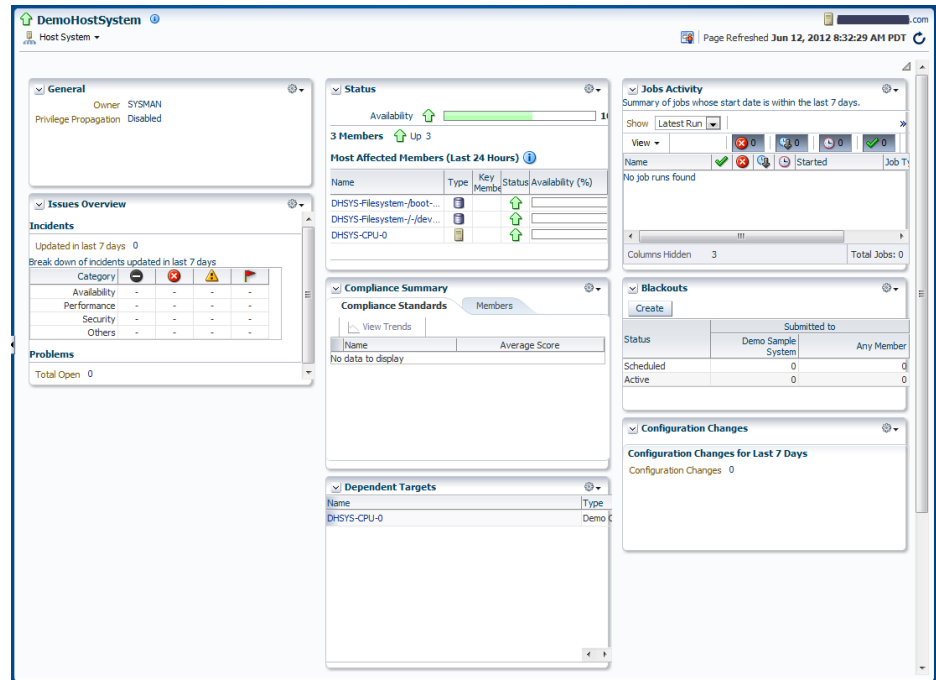 DemoHostSystem
.com
Host System
Page Refreshed Jun 12, 2012 8:32:29 AM PDT
General
Owner SYSMAN
Privilege Propagation Disabled
Issues Overview
Incidents
Updated in last 7 days 0
Break down of incidents updated in last 7 days
Category
Availability - - - -
Performance - - - -
Security - - - -
Others - - - -
Problems
Total Open 0
Status
Availability
3 Members Up 3
Most Affected Members (Last 24 Hours)
Name Type Key Membe Status Availability (%)
DHSYS-Filesystem-/boot-...
DHSYS-Filesystem-/-/dev...
DHSYS-CPU-0
Compliance Summary
Compliance Standards Members
View Trends
Name Average Score
No data to display
Dependent Targets
Name Type
DHSYS-CPU-0 Demo
Jobs Activity
Summary of jobs whose start date is within the last 7 days.
Show Latest Run »
View 0 0 0 0
Name Started Job Ty
No job runs found
Columns Hidden 3 Total Jobs: 0
Blackouts
Create
Submitted to
Status Demo Sample System Any Member
Scheduled 0 0
Active 0 0
Configuration Changes
Configuration Changes for Last 7 Days
Configuration Changes 0